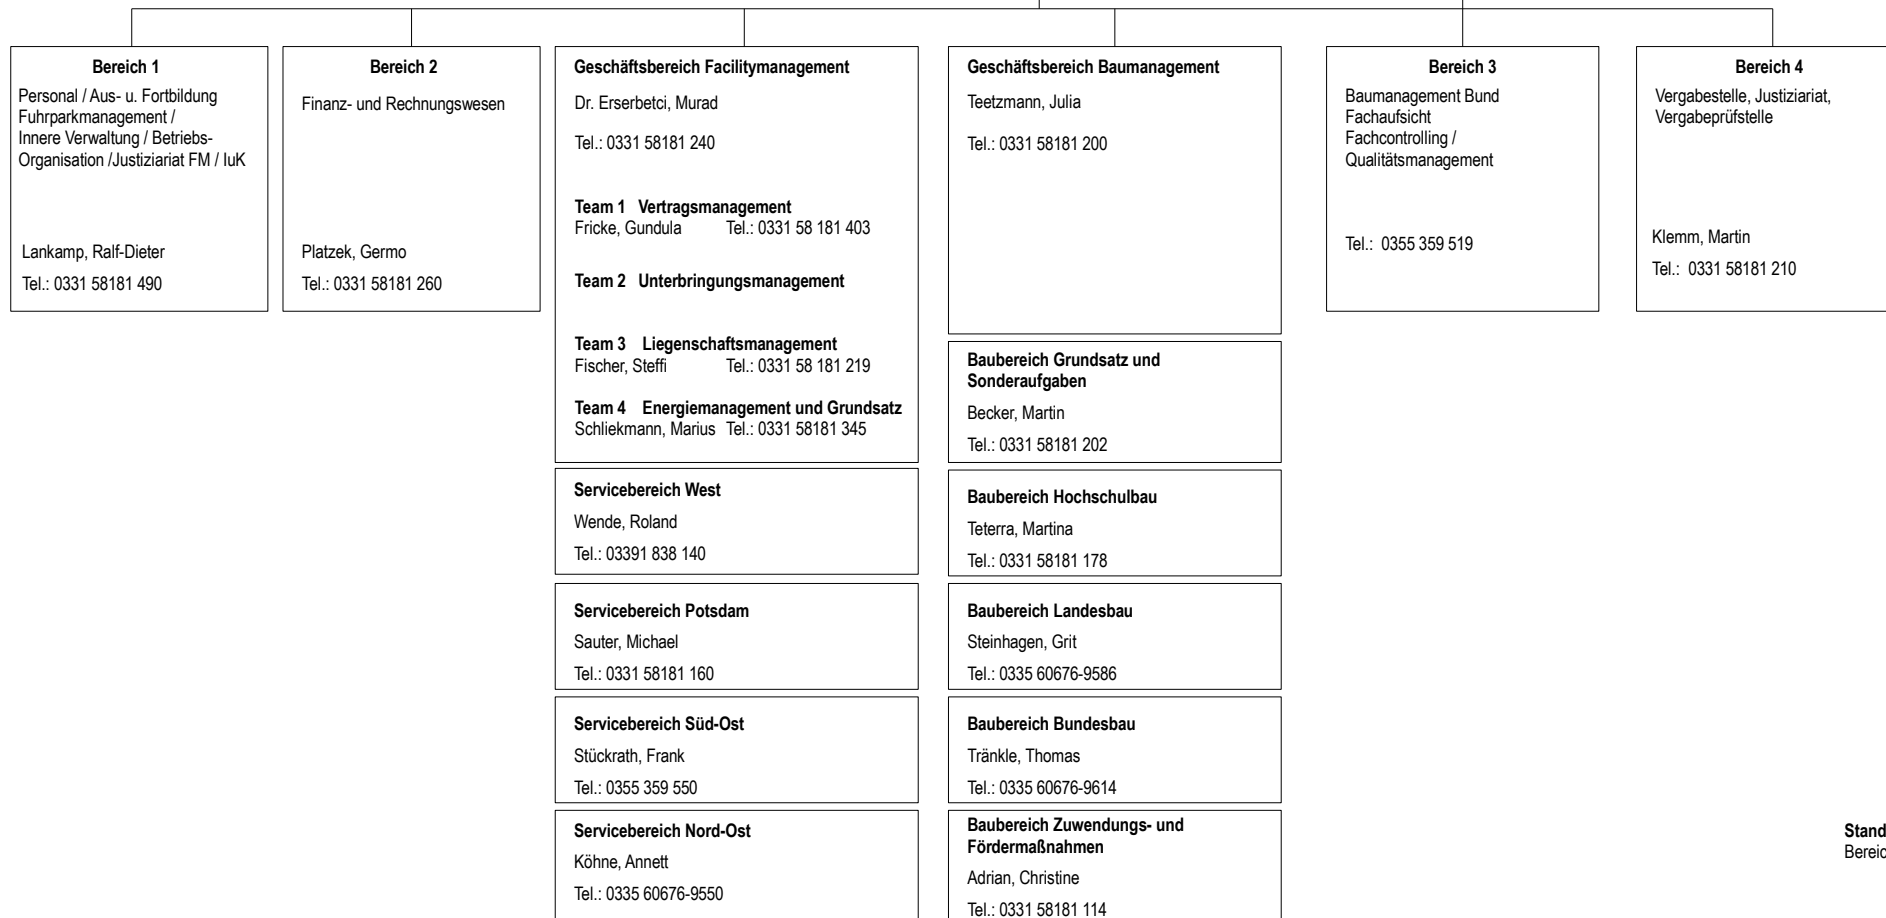 Bereich 1
Personal / Aus- u. Fortbildung
Fuhrparkmanagement /
Innere Verwaltung / Betriebs-
Organisation /Justiziariat FM / IuK
Lankamp, Ralf-Dieter
Tel.: 0331 58181 490
Bereich 2
Finanz- und Rechnungswesen
Platzek, Germo
Tel.: 0331 58181 260
Geschäftsbereich Facilitymanagement
Dr. Erserbetci, Murad
Tel.: 0331 58181 240
Team 1 Vertragsmanagement
Fricke, Gundula Tel.: 0331 58 181 403
Team 2 Unterbringungsmanagement
Team 3 Liegenschaftsmanagement
Fischer, Steffi Tel.: 0331 58 181 219
Team 4 Energiemanagement und Grundsatz
Schliekmann, Marius Tel.: 0331 58181 345
Servicebereich West
Wende, Roland
Tel.: 03391 838 140
Servicebereich Potsdam
Sauter, Michael
Tel.: 0331 58181 160
Servicebereich Süd-Ost
Stückrath, Frank
Tel.: 0355 359 550
Servicebereich Nord-Ost
Köhne, Annett
Tel.: 0335 60676-9550
Geschäftsbereich Baumanagement
Teetzmann, Julia
Tel.: 0331 58181 200
Baubereich Grundsatz und
Sonderaufgaben
Becker, Martin
Tel.: 0331 58181 202
Baubereich Hochschulbau
Teterra, Martina
Tel.: 0331 58181 178
Baubereich Landesbau
Steinhagen, Grit
Tel.: 0335 60676-9586
Baubereich Bundesbau
Tränkle, Thomas
Tel.: 0335 60676-9614
Baubereich Zuwendungs- und
Fördermaßnahmen
Adrian, Christine
Tel.: 0331 58181 114
Bereich 3
Baumanagement Bund
Fachaufsicht
Fachcontrolling /
Qualitätsmanagement
Tel.: 0355 359 519
Bereich 4
Vergabestelle, Justiziariat,
Vergabeprüfstelle
Klemm, Martin
Tel.: 0331 58181 210
Stand